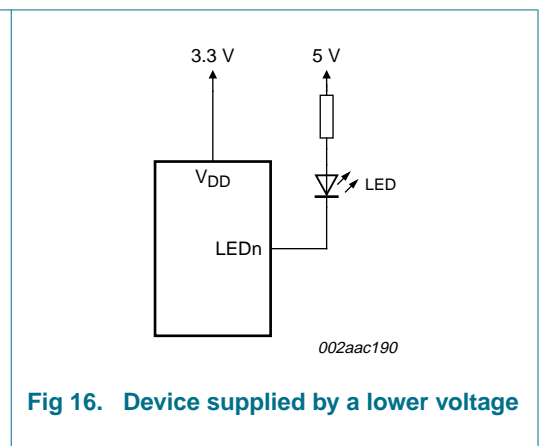 3.3 V 5 V
VDD
LED
LEDn
002aac190
Fig 16. Device supplied by a lower voltage